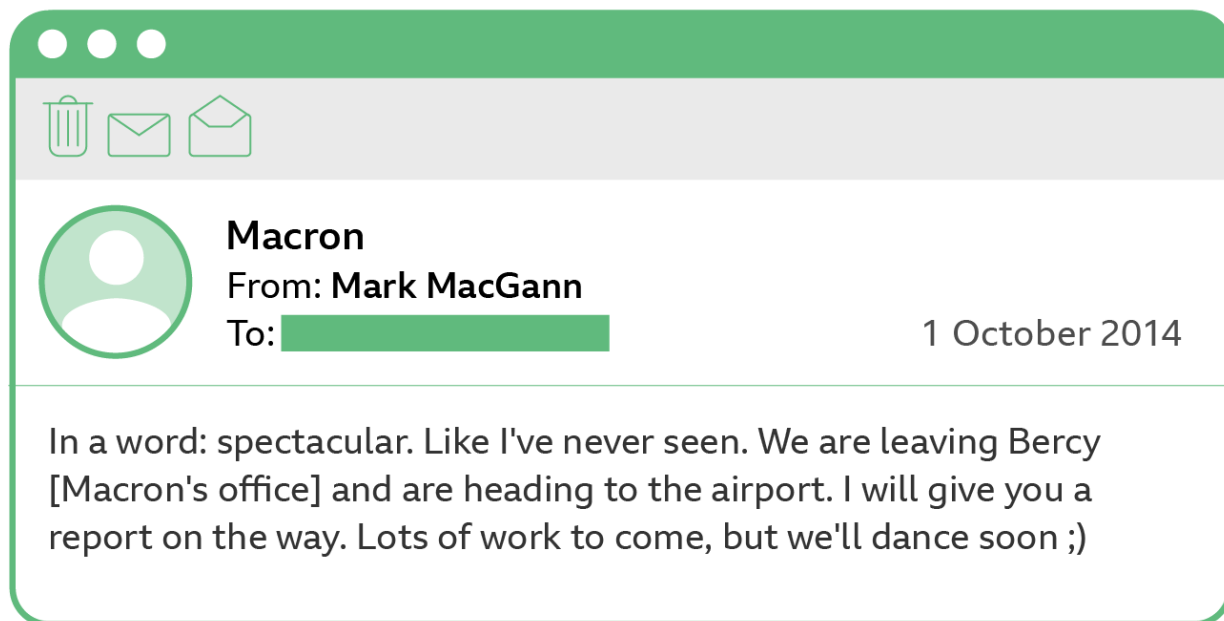 Macron
From: Mark MacGann
To:
1 October 2014
In a word: spectacular. Like I've never seen. We are leaving Bercy
[Macron's office] and are heading to the airport. I will give you a
report on the way. Lots of work to come, but we'll dance soon ;)